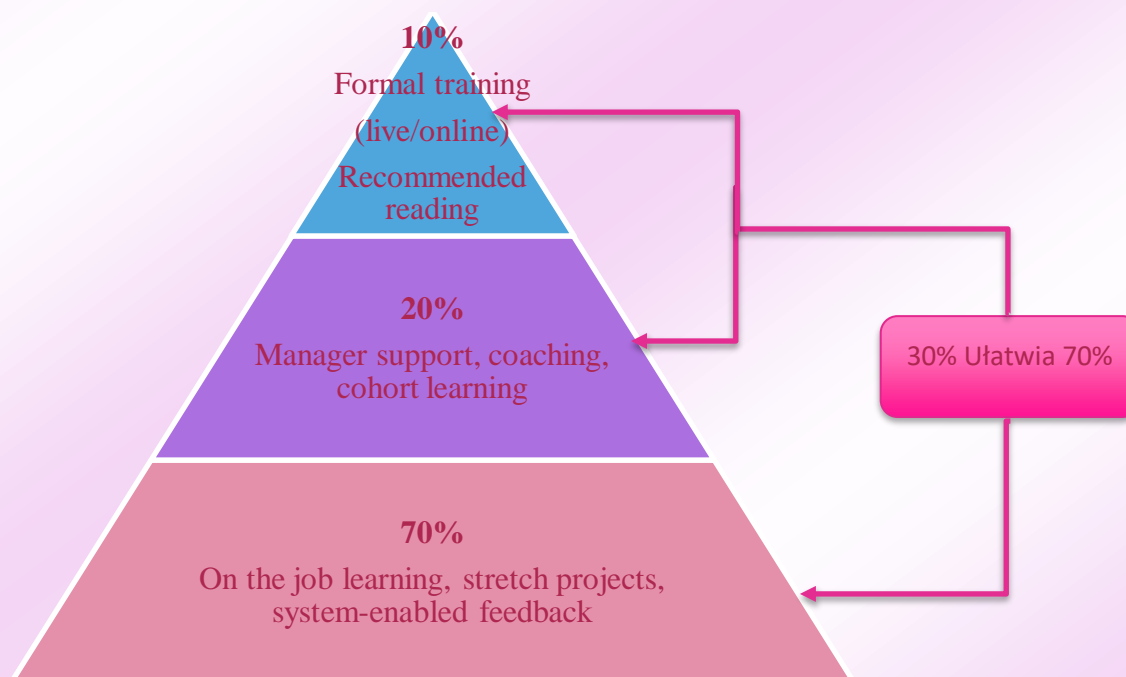 10%
Formal training
(live/online)
Recommended
reading
20%
Manager support, coaching,
cohort learning
70%
On the job learning, stretch projects,
system-enabled feedback
30% Ułatwia 70%